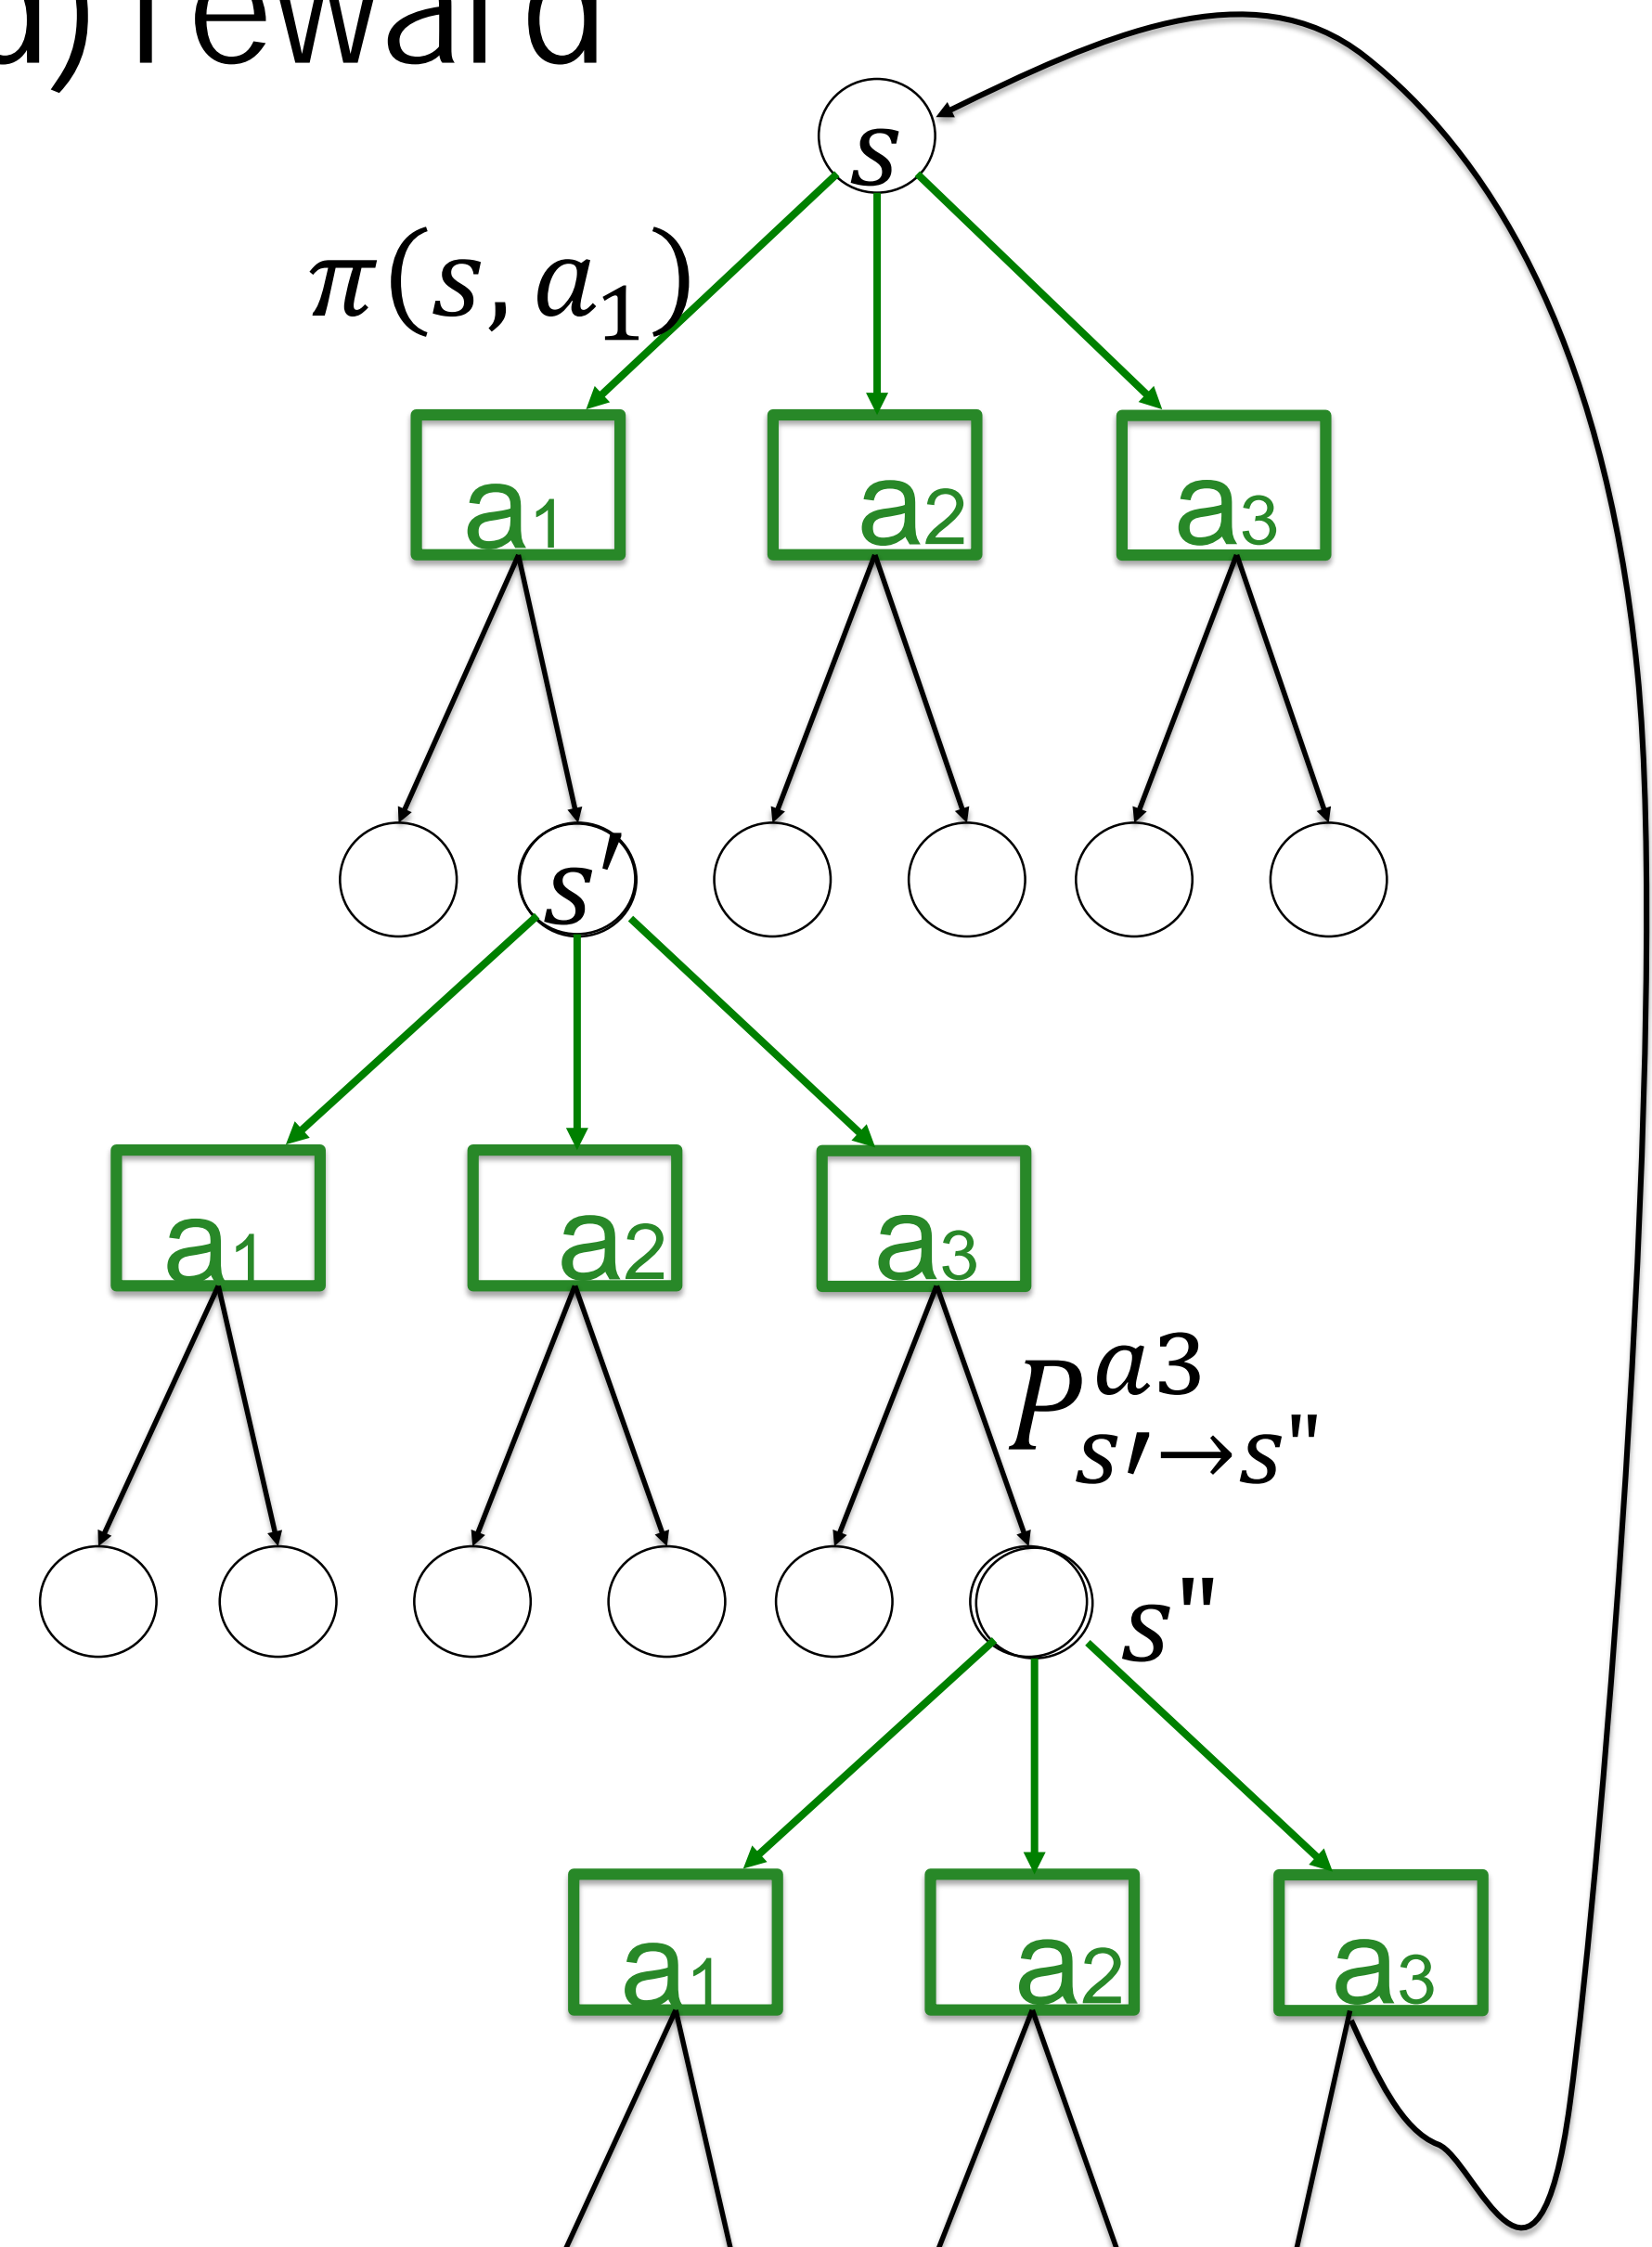 d) reward
s
π(s, a₁)
a1 a2 a3
s′
a1 a2 a3
P^{a3}_{s′→s"}
s"
a1 a2 a3